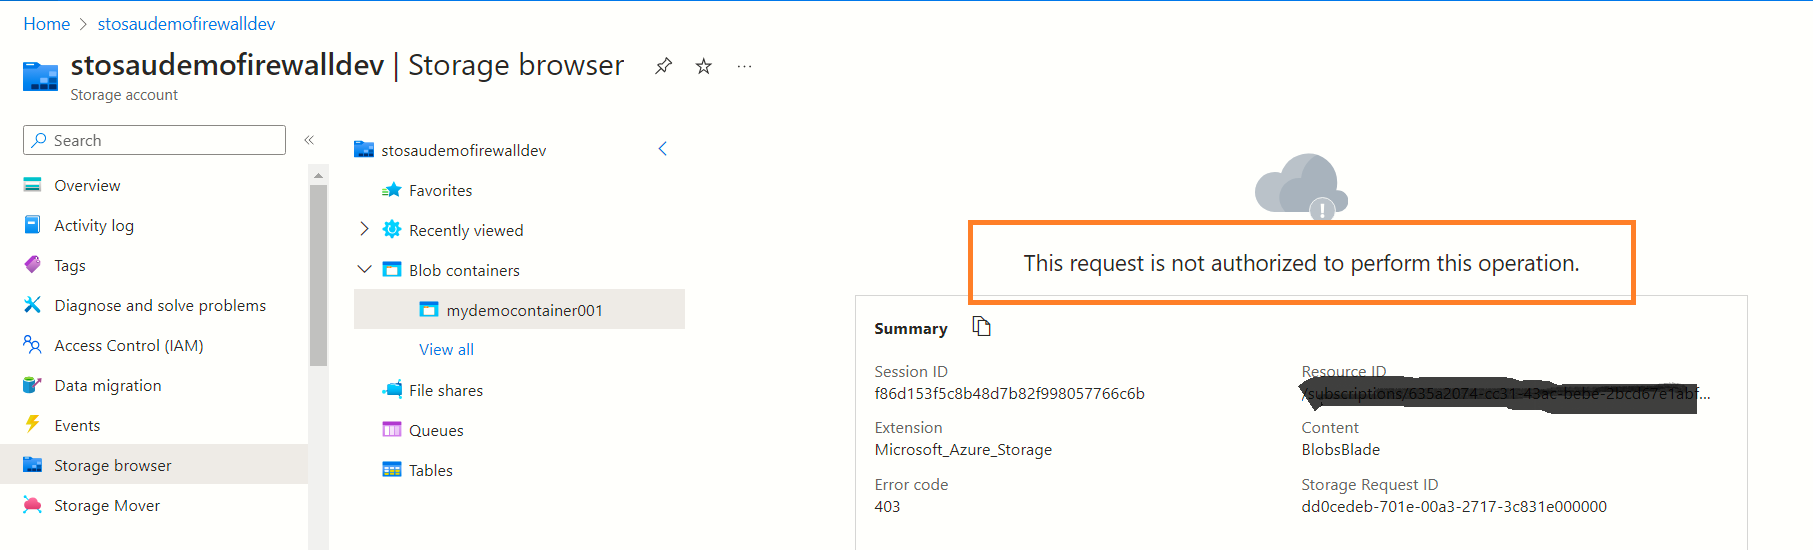 Home > stosaudemofirewalldev
stosaudemofirewalldev | Storage browser
Storage account
Search
Overview
Activity log
Tags
Diagnose and solve problems
Access Control (IAM)
Data migration
Events
Storage browser
Storage Mover
stosaudemofirewalldev
Favorites
Recently viewed
Blob containers
mydemocontainer001
View all
File shares
Queues
Tables
This request is not authorized to perform this operation.
Summary
Session ID
f86d153f5c8b48d7b82f998057766c6b
Resource ID
Extension
Microsoft_Azure_Storage
Content
BlobsBlade
Error code
403
Storage Request ID
dd0cedeb-701e-00a3-2717-3c831e000000